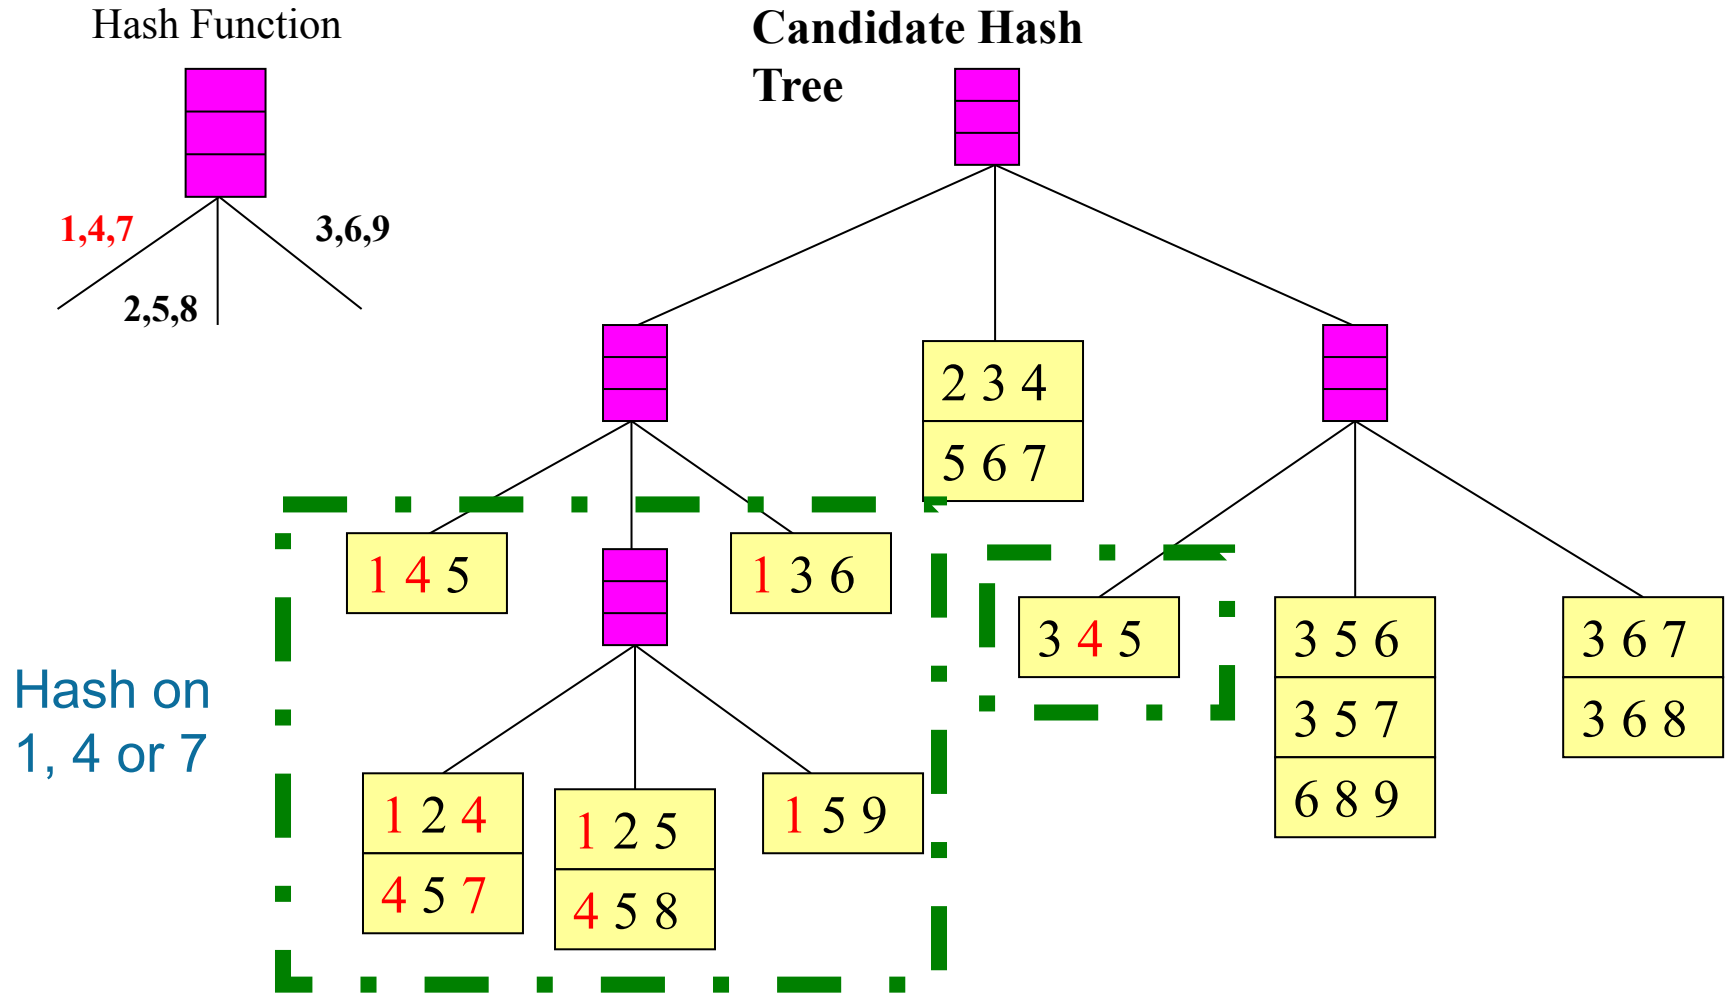 Hash Function
Candidate Hash
Tree
1,4,7
3,6,9
2,5,8
2 3 4
5 6 7
1 4 5
1 3 6
3 4 5
3 5 6
3 6 7
Hash on
1, 4 or 7
3 5 7
3 6 8
6 8 9
1 2 4
1 2 5
1 5 9
4 5 7
4 5 8